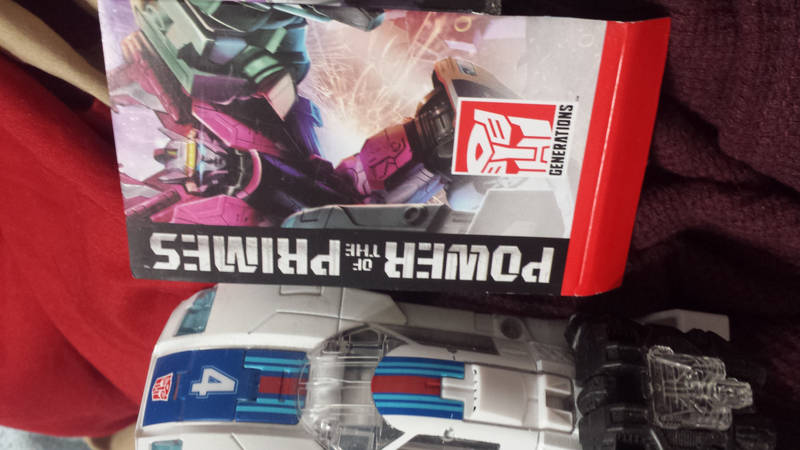 GENERATIONS
POWER
OF
THE
PRIMES
4